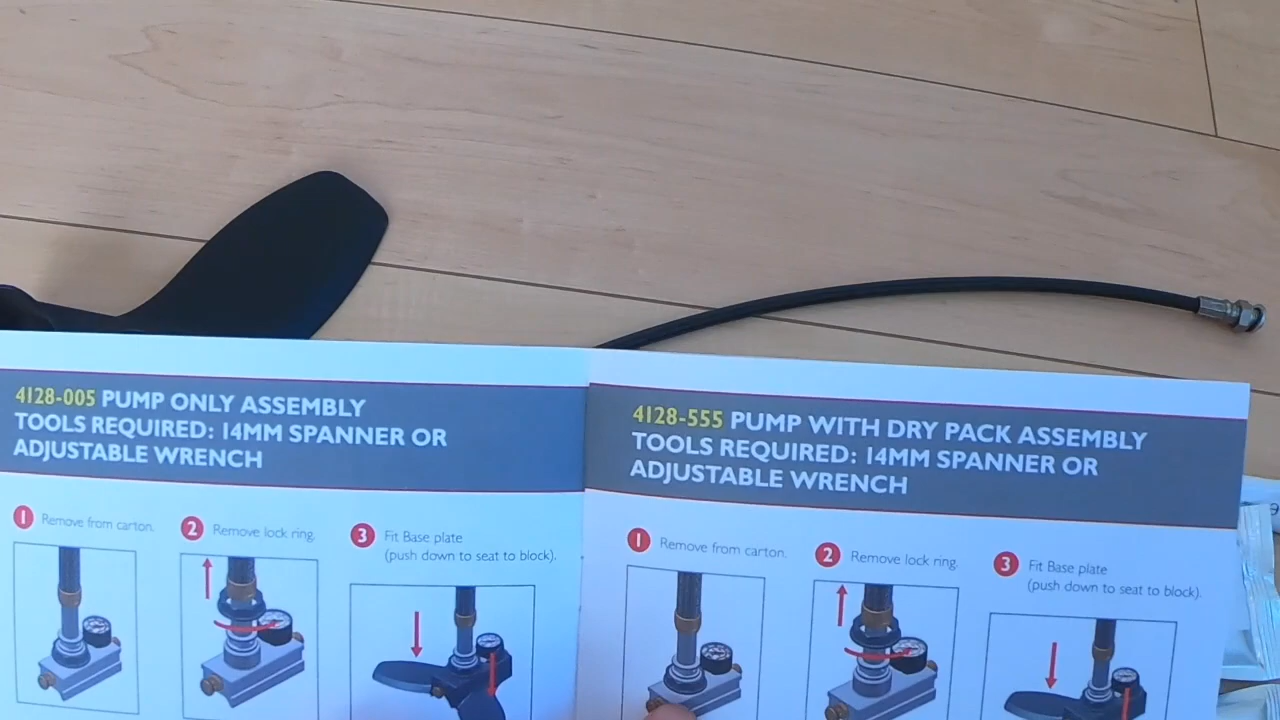 4128-005 PUMP ONLY ASSEMBLY
TOOLS REQUIRED: 14MM SPANNER OR
ADJUSTABLE WRENCH
1 Remove from carton.
2 Remove lock ring.
3 Fit Base plate
(push down to seat to block).
4128-555 PUMP WITH DRY PACK ASSEMBLY
TOOLS REQUIRED: 14MM SPANNER OR
ADJUSTABLE WRENCH
1 Remove from carton.
2 Remove lock ring.
3 Fit Base plate
(push down to seat to block).